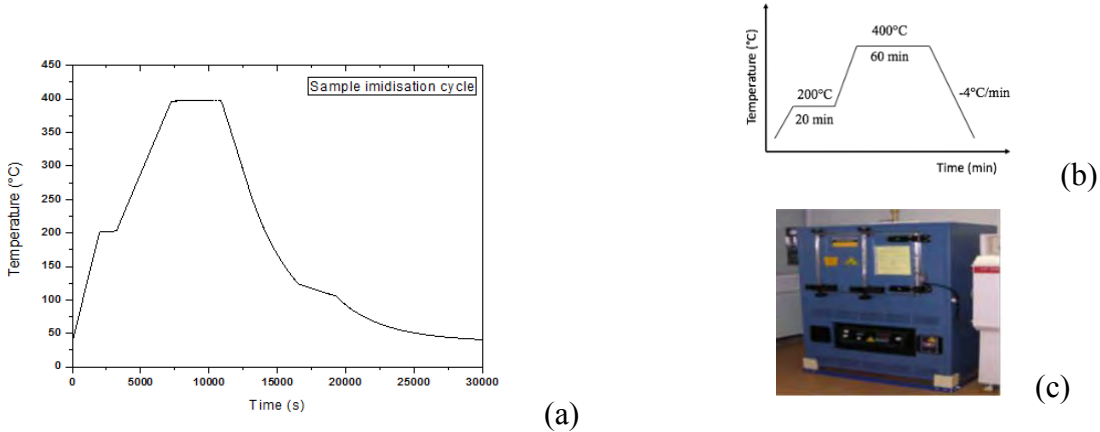 Sample imidisation cycle
Temperature (°C)
450
400
350
300
250
200
150
100
50
0
0 5000 10000 15000 20000 25000 30000
Time (s)
(a)
Temperature (°C)
400°C
60 min
200°C
20 min
-4°C/min
Time (min)
(b)
(c)